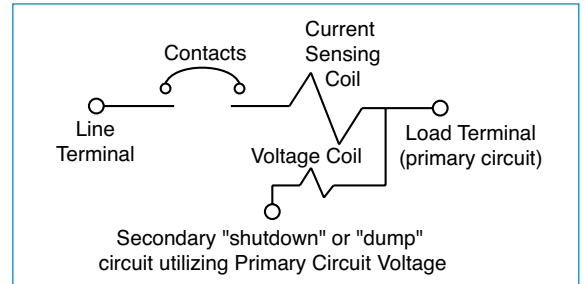 Current
Sensing
Coil
Contacts
Line
Terminal
Load Terminal
(primary circuit)
Voltage Coil
Secondary "shutdown" or "dump"
circuit utilizing Primary Circuit Voltage